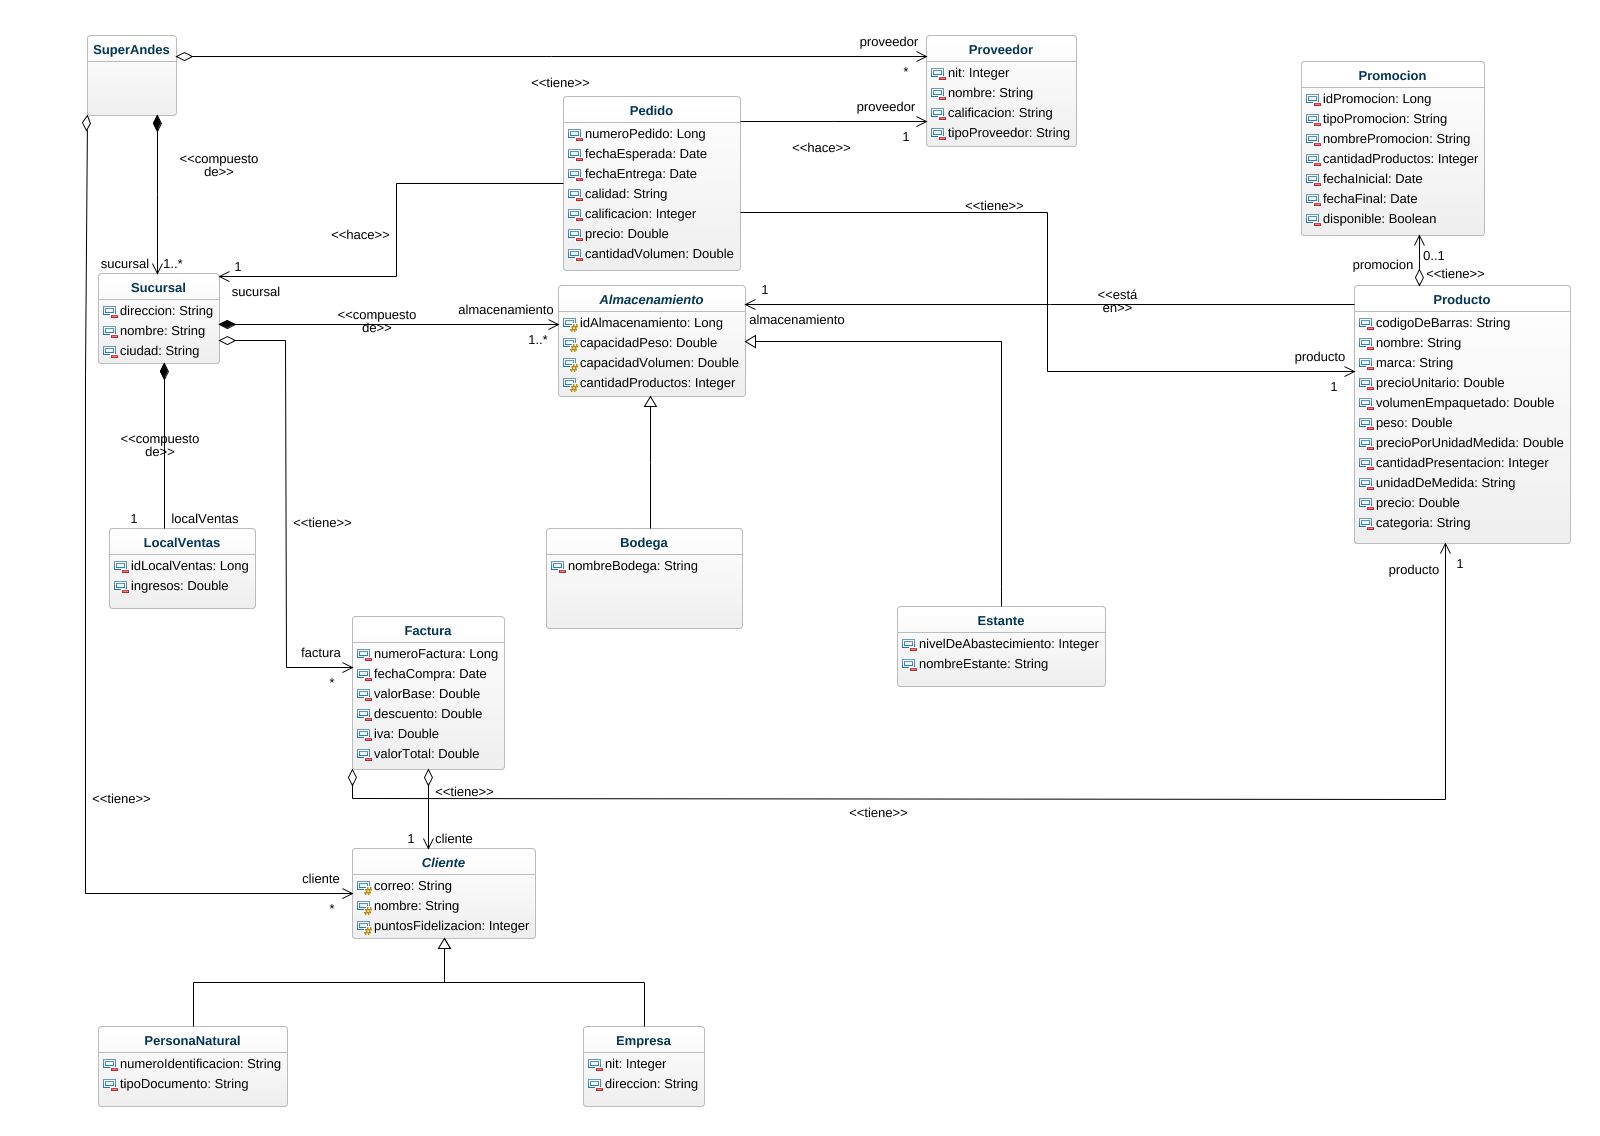 SuperAndes
proveedor
*
<<tiene>>
Proveedor
nit: Integer
nombre: String
calificacion: String
tipoProveedor: String
Promocion
idPromocion: Long
tipoPromocion: String
nombrePromocion: String
cantidadProductos: Integer
fechaInicial: Date
fechaFinal: Date
disponible: Boolean
Pedido
numeroPedido: Long
fechaEsperada: Date
fechaEntrega: Date
calidad: String
calificacion: Integer
precio: Double
cantidadVolumen: Double
proveedor
1
<<hace>>
<<compuesto
de>>
<<tiene>>
<<hace>>
sucursal
1..*
1
sucursal
promocion
0..1
<<tiene>>
Sucursal
direccion: String
nombre: String
ciudad: String
<<compuesto
de>>
almacenamiento
1..*
Almacenamiento
idAlmacenamiento: Long
capacidadPeso: Double
capacidadVolumen: Double
cantidadProductos: Integer
1
almacenamiento
<<está
en>>
producto
1
Producto
codigoDeBarras: String
nombre: String
marca: String
precioUnitario: Double
volumenEmpaquetado: Double
peso: Double
precioPorUnidadMedida: Double
cantidadPresentacion: Integer
unidadDeMedida: String
precio: Double
categoria: String
<<compuesto
de>>
1
localVentas
<<tiene>>
LocalVentas
idLocalVentas: Long
ingresos: Double
Bodega
nombreBodega: String
producto
1
Estante
nivelDeAbastecimiento: Integer
nombreEstante: String
factura
*
Factura
numeroFactura: Long
fechaCompra: Date
valorBase: Double
descuento: Double
iva: Double
valorTotal: Double
<<tiene>>
<<tiene>>
<<tiene>>
1
cliente
cliente
*
Cliente
correo: String
nombre: String
puntosFidelizacion: Integer
PersonaNatural
numeroIdentificacion: String
tipoDocumento: String
Empresa
nit: Integer
direccion: String